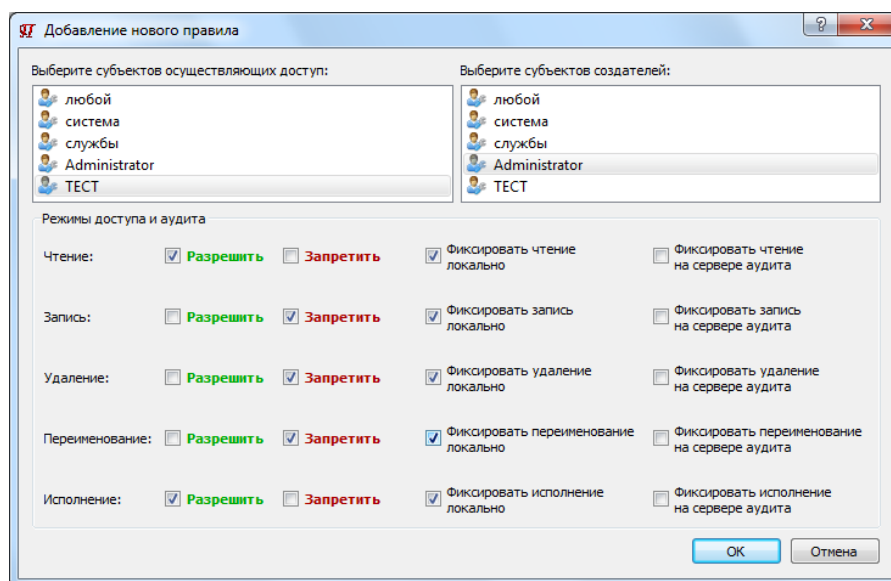 Добавление нового правила
Выберите субъектов осуществляющих доступ:
любой
система
службы
Administrator
ТЕСТ
Выберите субъектов создателей:
любой
система
службы
Administrator
ТЕСТ
Режимы доступа и аудита
Чтение: Разрешить Запретить Фиксировать чтение локально Фиксировать чтение на сервере аудита
Запись: Разрешить Запретить Фиксировать запись локально Фиксировать запись на сервере аудита
Удаление: Разрешить Запретить Фиксировать удаление локально Фиксировать удаление на сервере аудита
Переименование: Разрешить Запретить Фиксировать переименование локально Фиксировать переименование на сервере аудита
Исполнение: Разрешить Запретить Фиксировать исполнение локально Фиксировать исполнение на сервере аудита
OK Отмена